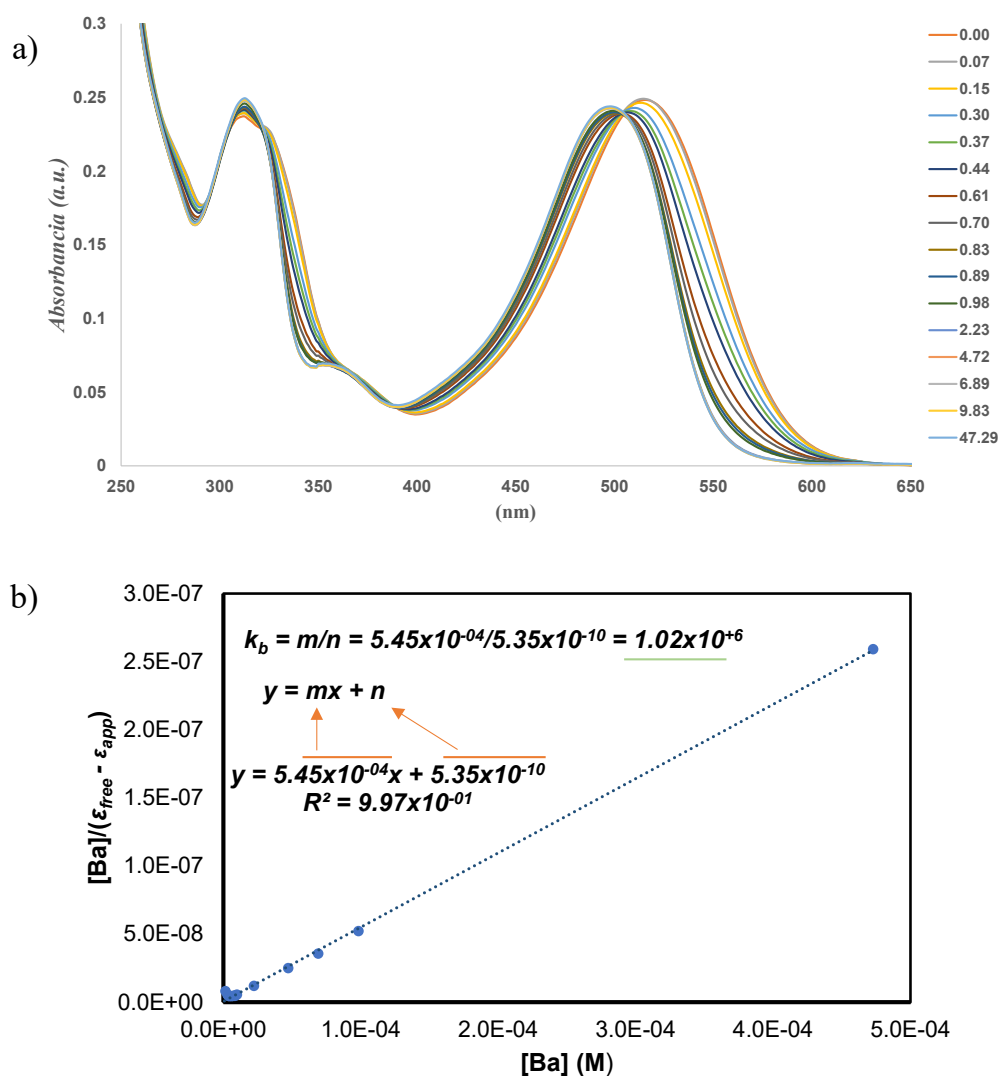 a)
0.3
0.25
0.2
0.15
0.1
0.05
0
Absorbancia (a.u.)
250 300 350 400 450 500 550 600 650
(nm)
0.00
0.07
0.15
0.30
0.37
0.44
0.61
0.70
0.83
0.89
0.98
2.23
4.72
6.89
9.83
47.29
b)
3.0E-07
2.5E-07
2.0E-07
1.5E-07
1.0E-07
5.0E-08
0.0E+00
[Ba]/(εfree - εapp)
kb = m/n = 5.45x10-04/5.35x10-10 = 1.02x10+6
y = mx + n
y = 5.45x10-04x + 5.35x10-10
R² = 9.97x10-01
0.0E+00 1.0E-04 2.0E-04 3.0E-04 4.0E-04 5.0E-04
[Ba] (M)